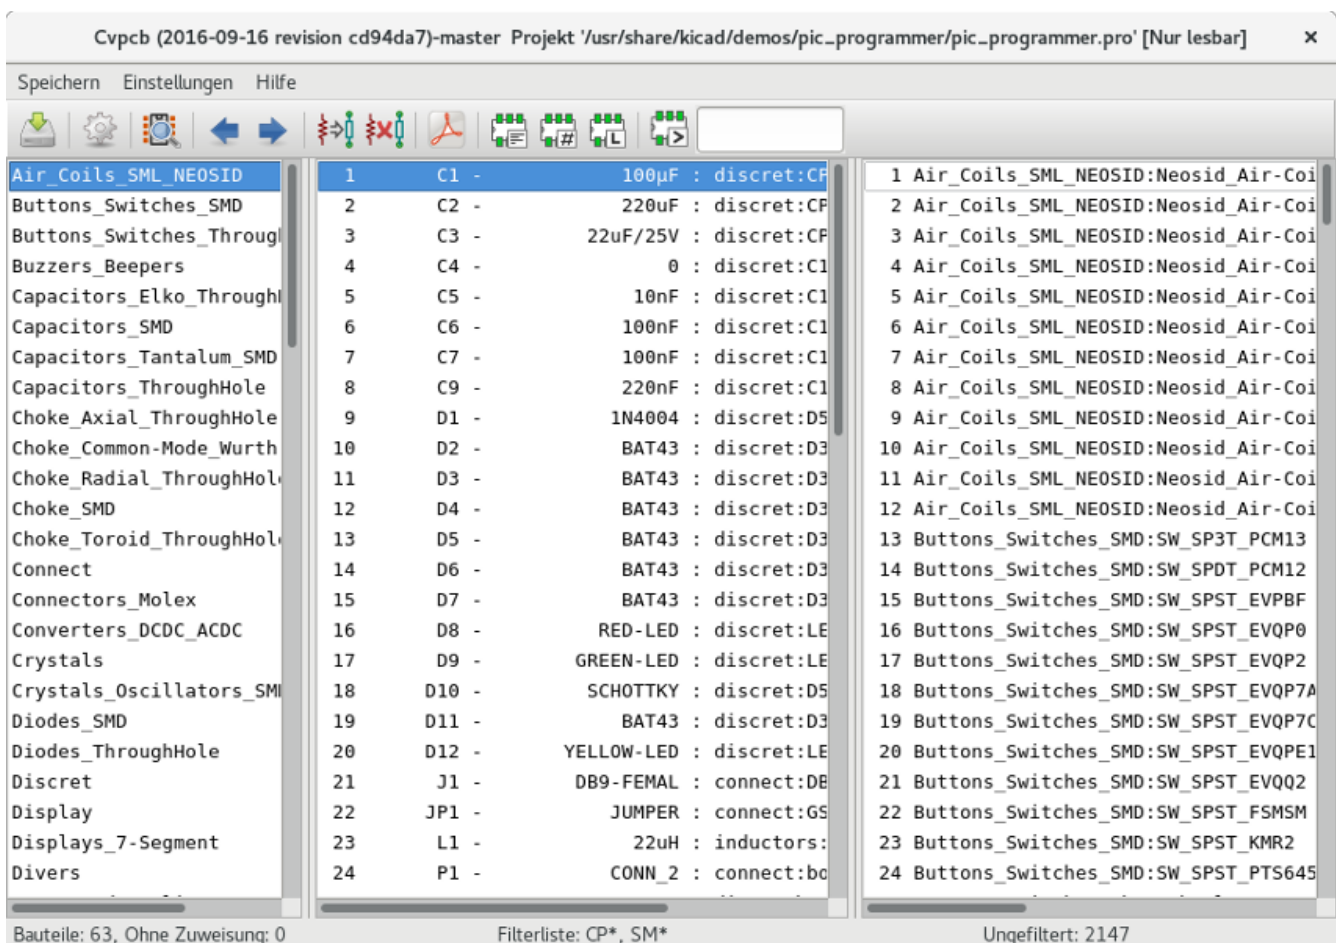 Cvpcb (2016-09-16 revision cd94da7)-master Projekt '/usr/share/kicad/demos/pic_programmer/pic_programmer.pro' [Nur lesbar]
Speichern Einstellungen Hilfe
Air_Coils_SML_NEOSID
Buttons_Switches_SMD
Buttons_Switches_Throug
Buzzers_Beepers
Capacitors_Elko_Through
Capacitors_SMD
Capacitors_Tantalum_SMD
Capacitors_ThroughHole
Choke_Axial_ThroughHole
Choke_Common-Mode_Wurth
Choke_Radial_ThroughHol
Choke_SMD
Choke_Toroid_ThroughHol
Connect
Connectors_Molex
Converters_DCDC_ACDC
Crystals
Crystals_Oscillators_SM
Diodes_SMD
Diodes_ThroughHole
Discret
Display
Displays_7-Segment
Divers
1 C1 - 100µF : discret:CP
2 C2 - 220uF : discret:CP
3 C3 - 22uF/25V : discret:CP
4 C4 - 0 : discret:C1
5 C5 - 10nF : discret:C1
6 C6 - 100nF : discret:C1
7 C7 - 100nF : discret:C1
8 C9 - 220nF : discret:C1
9 D1 - 1N4004 : discret:D5
10 D2 - BAT43 : discret:D3
11 D3 - BAT43 : discret:D3
12 D4 - BAT43 : discret:D3
13 D5 - BAT43 : discret:D3
14 D6 - BAT43 : discret:D3
15 D7 - BAT43 : discret:D3
16 D8 - RED-LED : discret:LE
17 D9 - GREEN-LED : discret:LE
18 D10 - SCHOTTKY : discret:D5
19 D11 - BAT43 : discret:D3
20 D12 - YELLOW-LED : discret:LE
21 J1 - DB9-FEMAL : connect:DB
22 JP1 - JUMPER : connect:GS
23 L1 - 22uH : inductors:
24 P1 - CONN_2 : connect:bo
1 Air_Coils_SML_NEOSID:Neosid_Air-Coi
2 Air_Coils_SML_NEOSID:Neosid_Air-Coi
3 Air_Coils_SML_NEOSID:Neosid_Air-Coi
4 Air_Coils_SML_NEOSID:Neosid_Air-Coi
5 Air_Coils_SML_NEOSID:Neosid_Air-Coi
6 Air_Coils_SML_NEOSID:Neosid_Air-Coi
7 Air_Coils_SML_NEOSID:Neosid_Air-Coi
8 Air_Coils_SML_NEOSID:Neosid_Air-Coi
9 Air_Coils_SML_NEOSID:Neosid_Air-Coi
10 Air_Coils_SML_NEOSID:Neosid_Air-Coi
11 Air_Coils_SML_NEOSID:Neosid_Air-Coi
12 Air_Coils_SML_NEOSID:Neosid_Air-Coi
13 Buttons_Switches_SMD:SW_SP3T_PCM13
14 Buttons_Switches_SMD:SW_SPDT_PCM12
15 Buttons_Switches_SMD:SW_SPST_EVPBF
16 Buttons_Switches_SMD:SW_SPST_EVQP0
17 Buttons_Switches_SMD:SW_SPST_EVQP2
18 Buttons_Switches_SMD:SW_SPST_EVQP7A
19 Buttons_Switches_SMD:SW_SPST_EVQP7C
20 Buttons_Switches_SMD:SW_SPST_EVQPE1
21 Buttons_Switches_SMD:SW_SPST_EVQQ2
22 Buttons_Switches_SMD:SW_SPST_FSMSM
23 Buttons_Switches_SMD:SW_SPST_KMR2
24 Buttons_Switches_SMD:SW_SPST_PTS645
Bauteile: 63, Ohne Zuweisung: 0
Filterliste: CP*, SM*
Ungefiltert: 2147